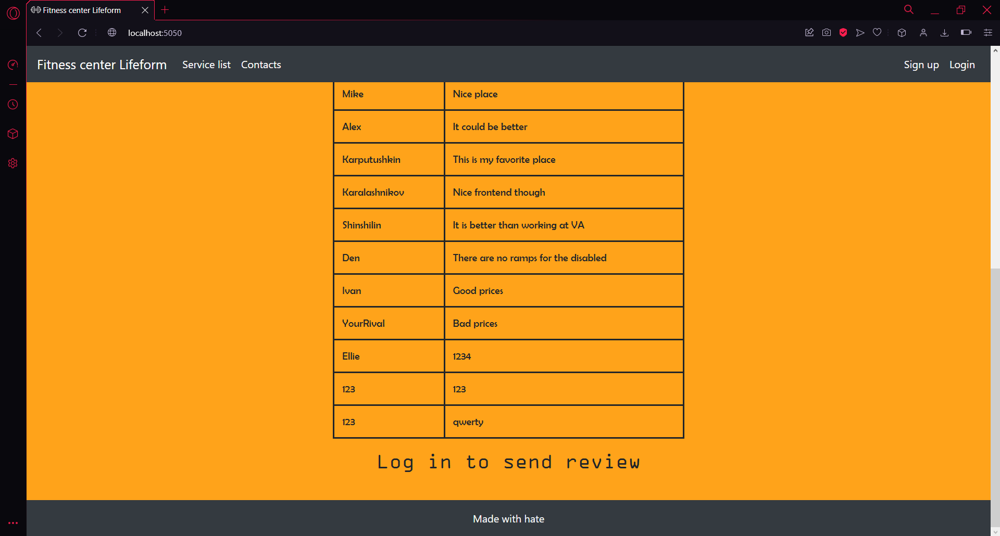 Fitness center Lifeform
localhost:5050
Fitness center Lifeform Service list Contacts Sign up Login
Mike Nice place
Alex It could be better
Karputushkin This is my favorite place
Karalashnikov Nice frontend though
Shinshilin It is better than working at VA
Den There are no ramps for the disabled
Ivan Good prices
YourRival Bad prices
Ellie 1234
123 123
123 qwerty
Log in to send review
Made with hate